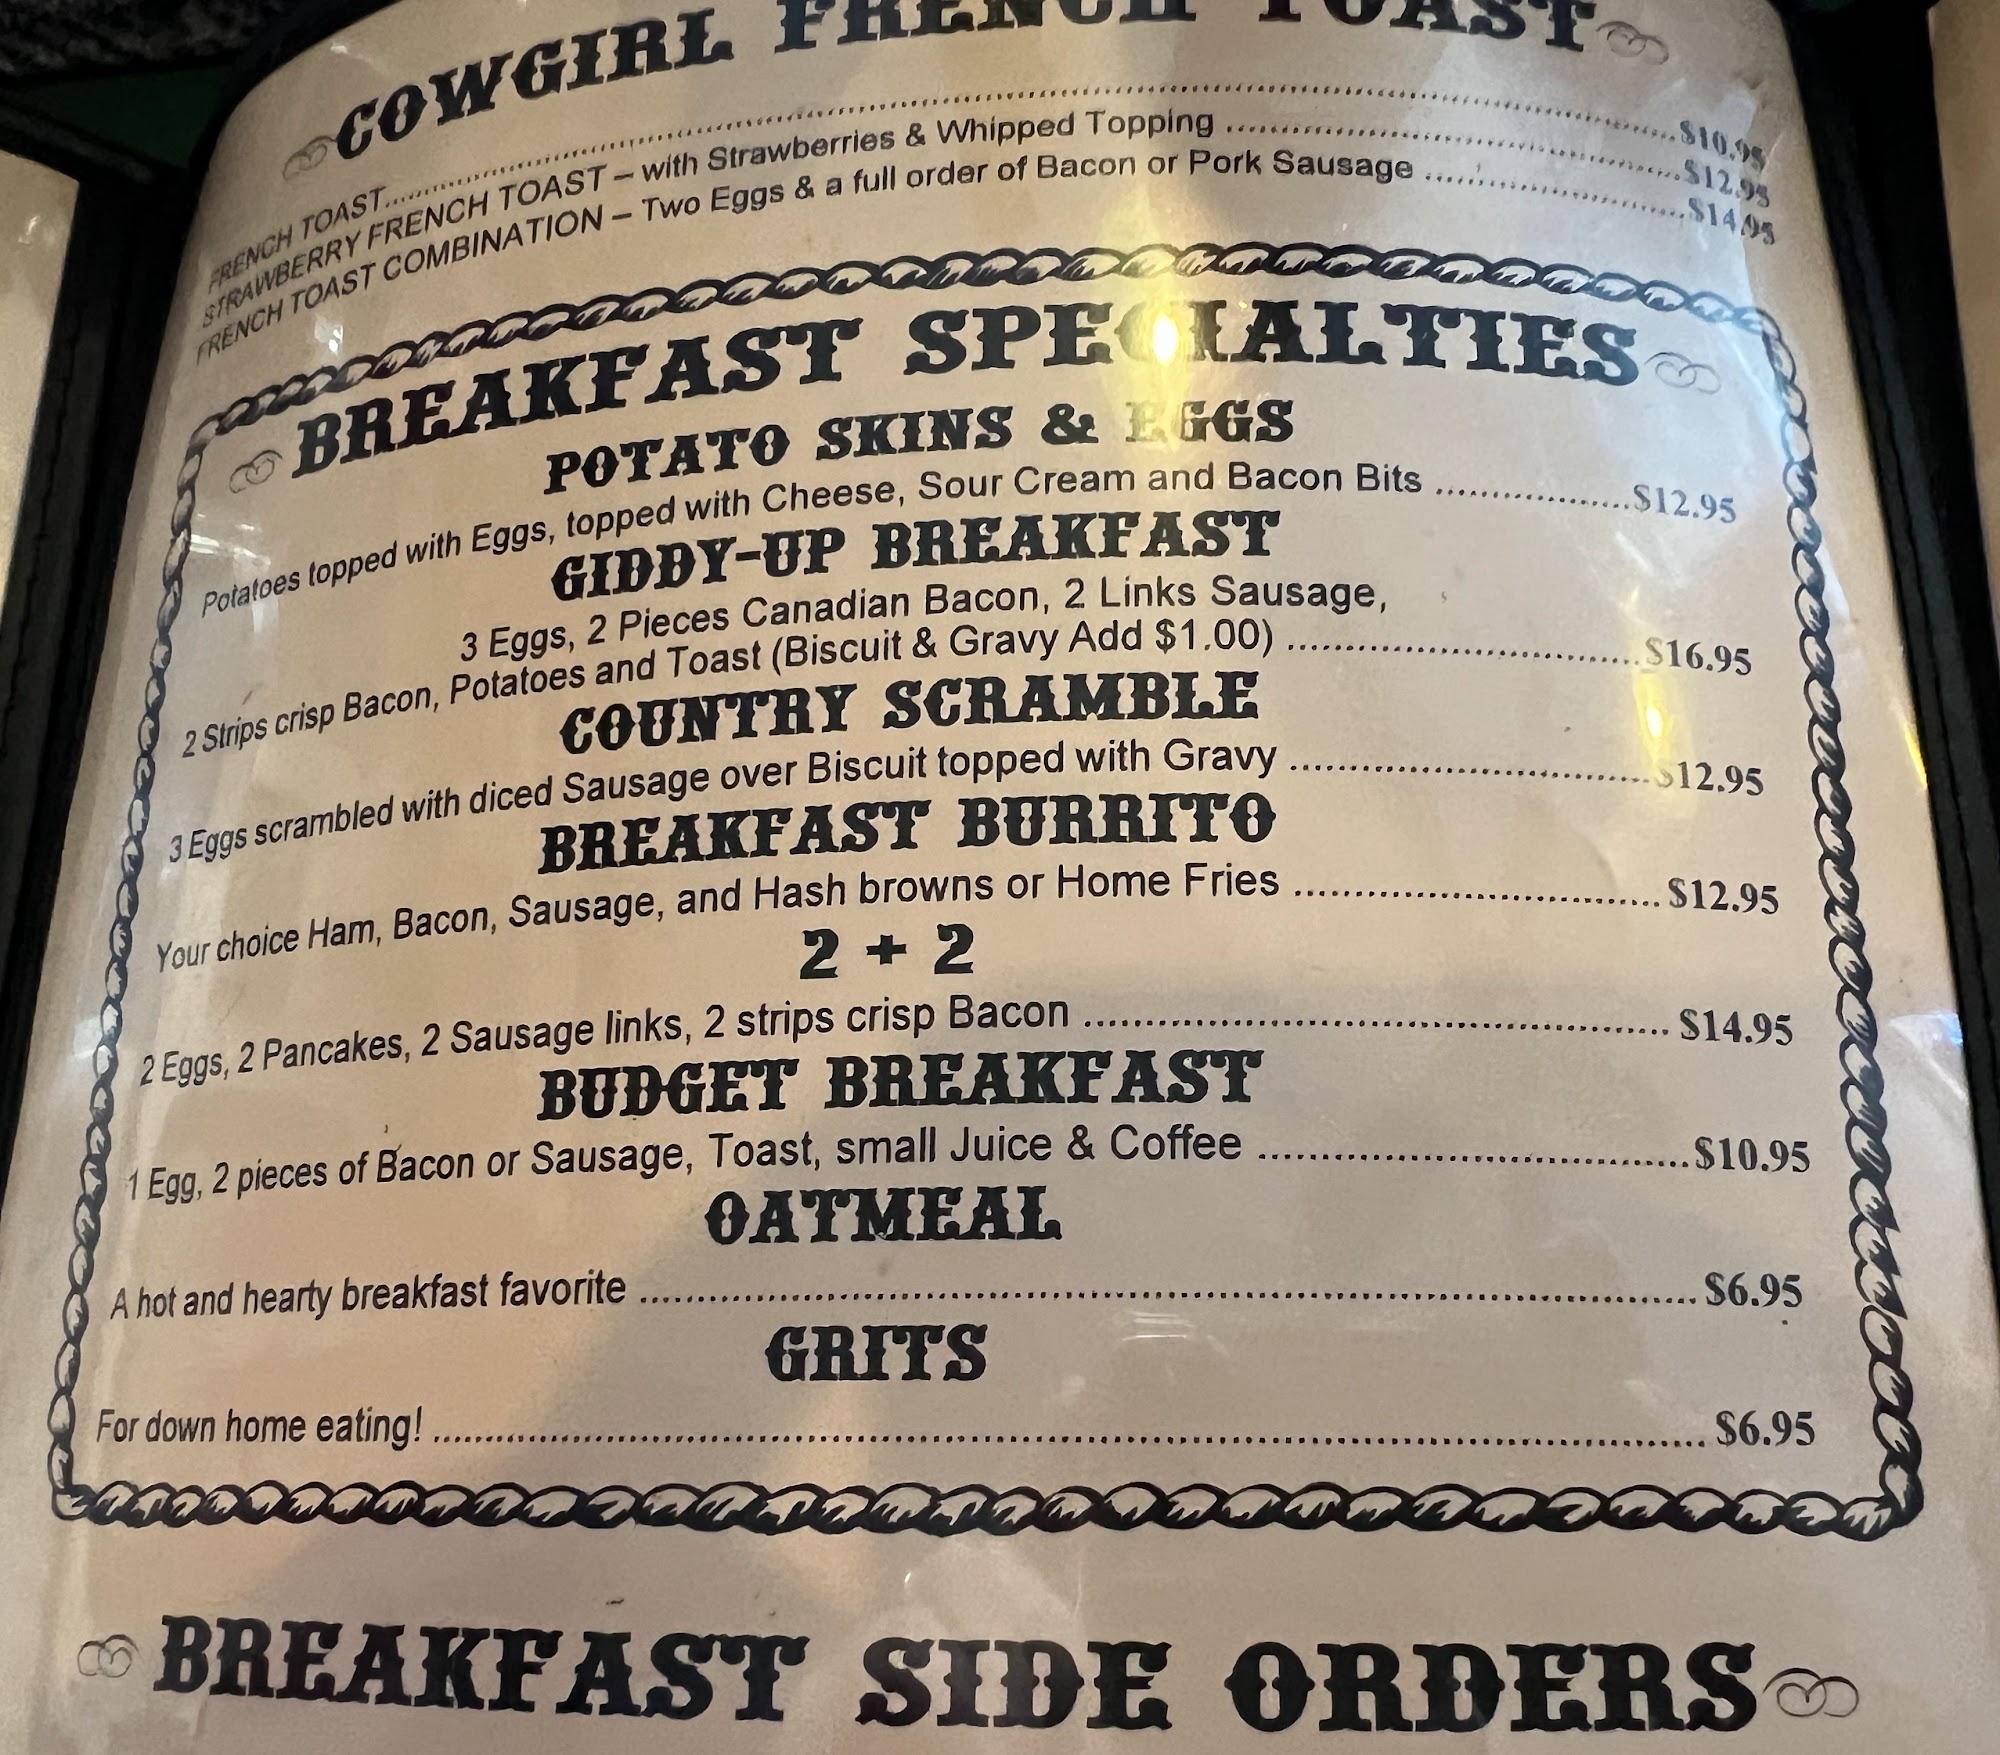 COWGIRL FRENCH TOAST
FRENCH TOAST..........................................................................................$10.95
STRAWBERRY FRENCH TOAST – with Strawberries & Whipped Topping ..........................................$12.95
FRENCH TOAST COMBINATION – Two Eggs & a full order of Bacon or Pork Sausage ..........................$14.95
BREAKFAST SPECIALTIES
POTATO SKINS & EGGS
Potatoes topped with Eggs, topped with Cheese, Sour Cream and Bacon Bits ...................$12.95
GIDDY-UP BREAKFAST
3 Eggs, 2 Pieces Canadian Bacon, 2 Links Sausage,
2 Strips crisp Bacon, Potatoes and Toast (Biscuit & Gravy Add $1.00) ................................$16.95
COUNTRY SCRAMBLE
3 Eggs scrambled with diced Sausage over Biscuit topped with Gravy ................................$12.95
BREAKFAST BURRITO
Your choice Ham, Bacon, Sausage, and Hash browns or Home Fries ................................$12.95
2 + 2
2 Eggs, 2 Pancakes, 2 Sausage links, 2 strips crisp Bacon ....................................................$14.95
BUDGET BREAKFAST
1 Egg, 2 pieces of Bacon or Sausage, Toast, small Juice & Coffee ......................................$10.95
OATMEAL
A hot and hearty breakfast favorite ..............................................................................$6.95
GRITS
For down home eating! ..............................................................................................$6.95
BREAKFAST SIDE ORDERS